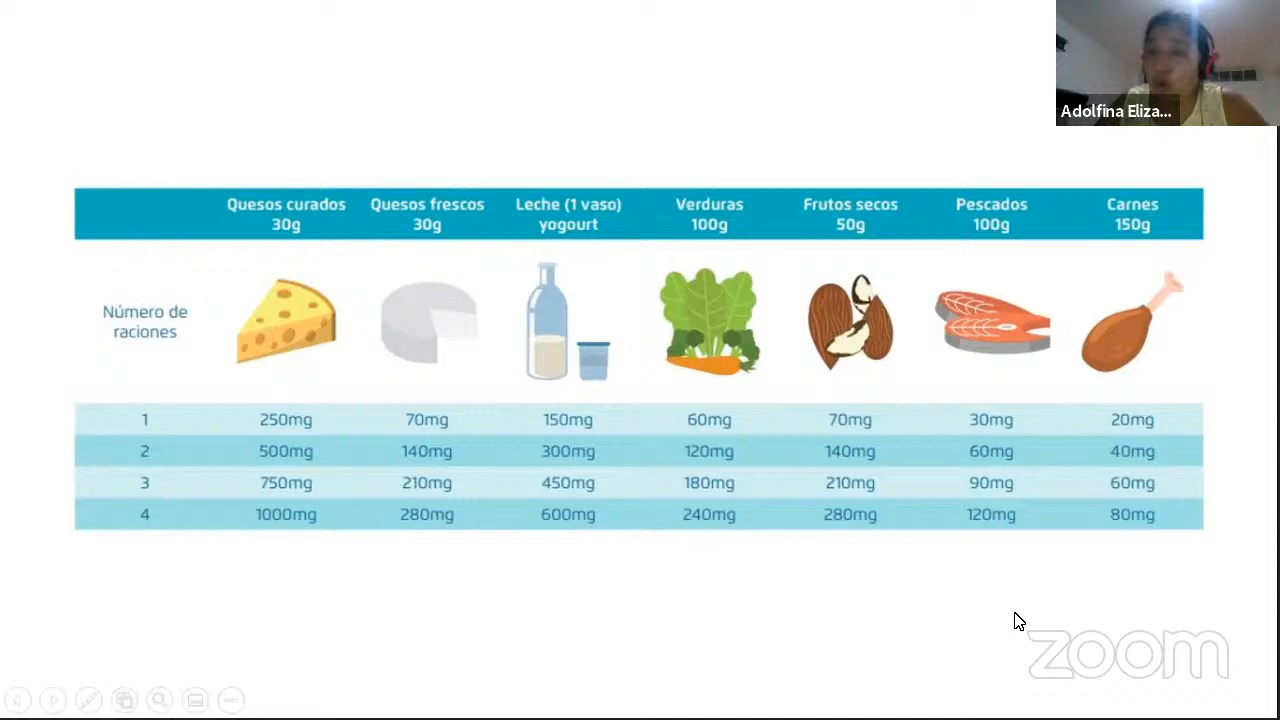 Adolfina Eliza...
Quesos curados 30g
Quesos frescos 30g
Leche (1 vaso) yogourt
Verduras 100g
Frutos secos 50g
Pescados 100g
Carnes 150g
Número de raciones
1 250mg 70mg 150mg 60mg 70mg 30mg 20mg
2 500mg 140mg 300mg 120mg 140mg 60mg 40mg
3 750mg 210mg 450mg 180mg 210mg 90mg 60mg
4 1000mg 280mg 600mg 240mg 280mg 120mg 80mg
zoom